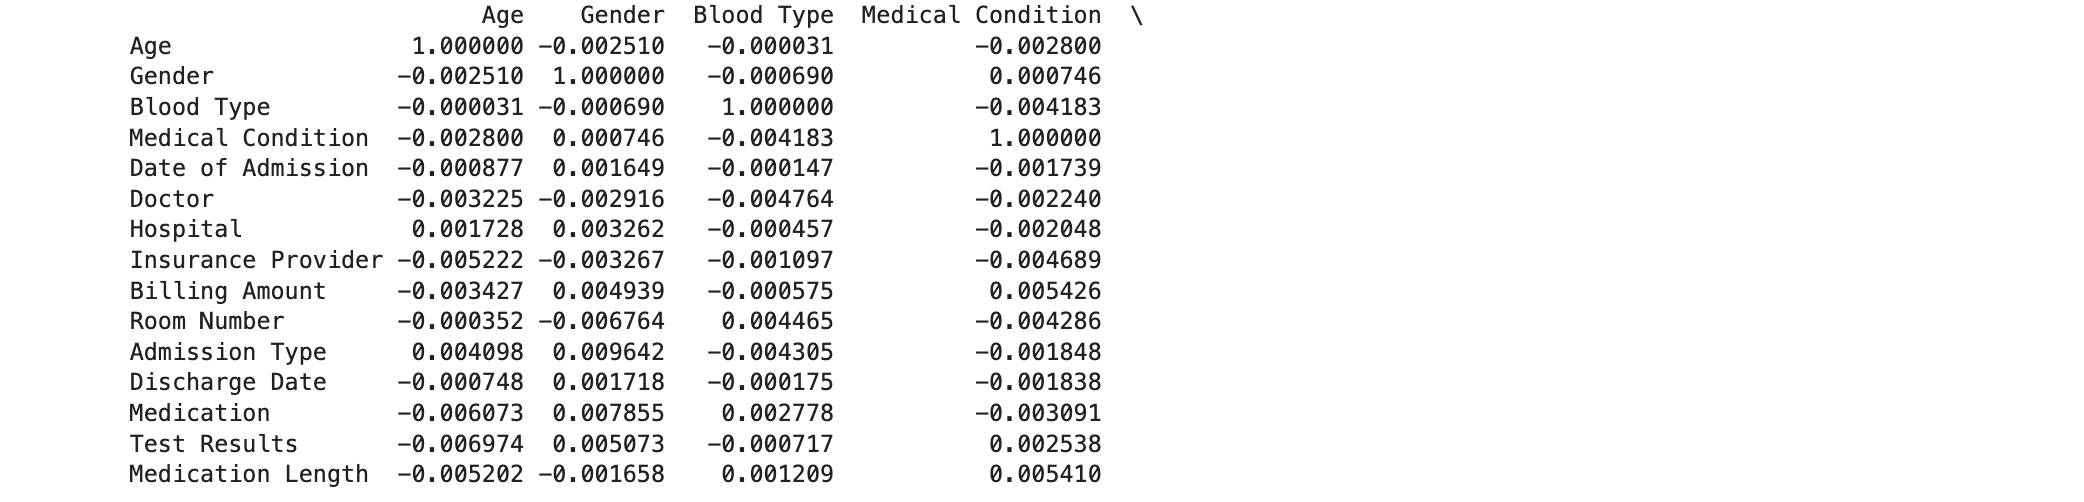 Age Gender Blood Type Medical Condition \
Age 1.000000 -0.002510 -0.000031 -0.002800
Gender -0.002510 1.000000 -0.000690 0.000746
Blood Type -0.000031 -0.000690 1.000000 -0.004183
Medical Condition -0.002800 0.000746 -0.004183 1.000000
Date of Admission -0.000877 0.001649 -0.000147 -0.001739
Doctor -0.003225 -0.002916 -0.004764 -0.002240
Hospital 0.001728 0.003262 -0.000457 -0.002048
Insurance Provider -0.005222 -0.003267 -0.001097 -0.004689
Billing Amount -0.003427 0.004939 -0.000575 0.005426
Room Number -0.000352 -0.006764 0.004465 -0.004286
Admission Type 0.004098 0.009642 -0.004305 -0.001848
Discharge Date -0.000748 0.001718 -0.000175 -0.001838
Medication -0.006073 0.007855 0.002778 -0.003091
Test Results -0.006974 0.005073 -0.000717 0.002538
Medication Length -0.005202 -0.001658 0.001209 0.005410